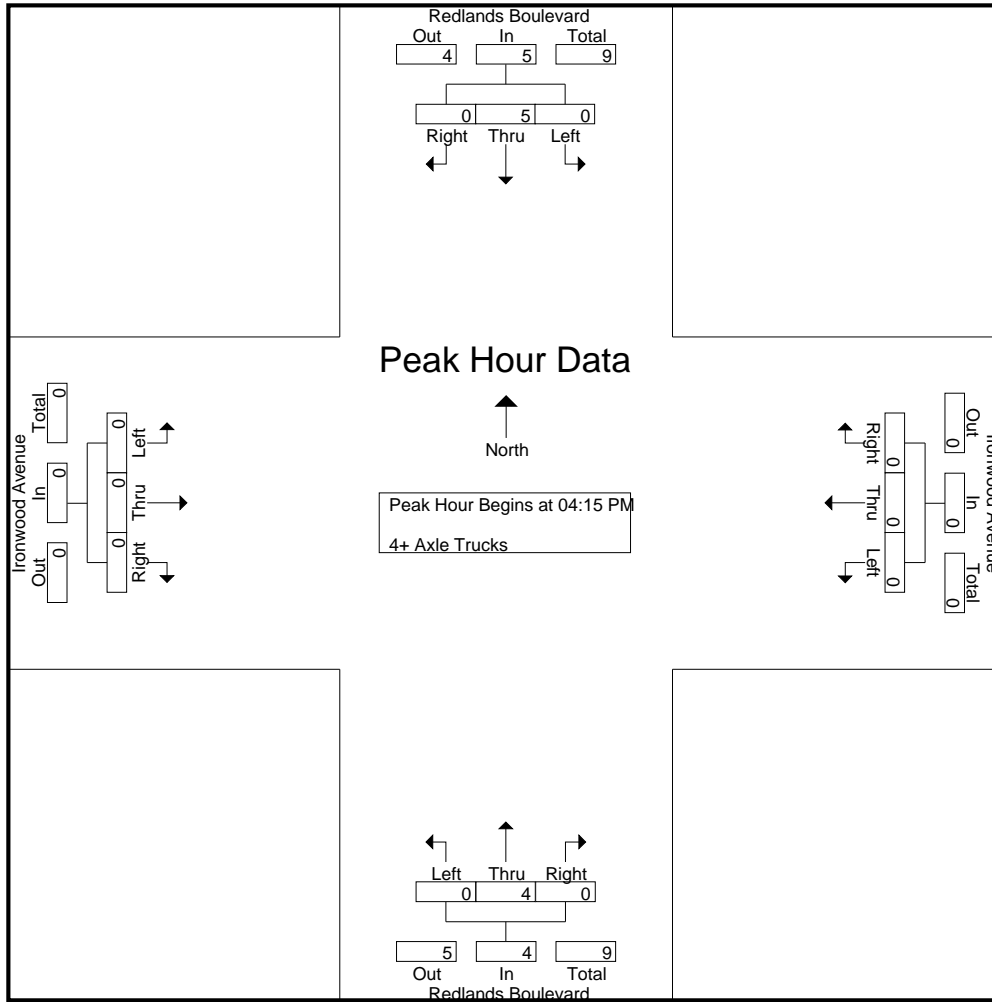 Redlands Boulevard
Out In Total
4 5 9
0 5 0
Right Thru Left
Peak Hour Data
North
Peak Hour Begins at 04:15 PM
4+ Axle Trucks
Ironwood Avenue
Total In Out
0 0 0
0 0 0
Left Thru Right
Right Thru Left
0 0 0
0 0 0
Out In Total
Ironwood Avenue
Left Thru Right
0 4 0
5 4 9
Out In Total
Redlands Boulevard